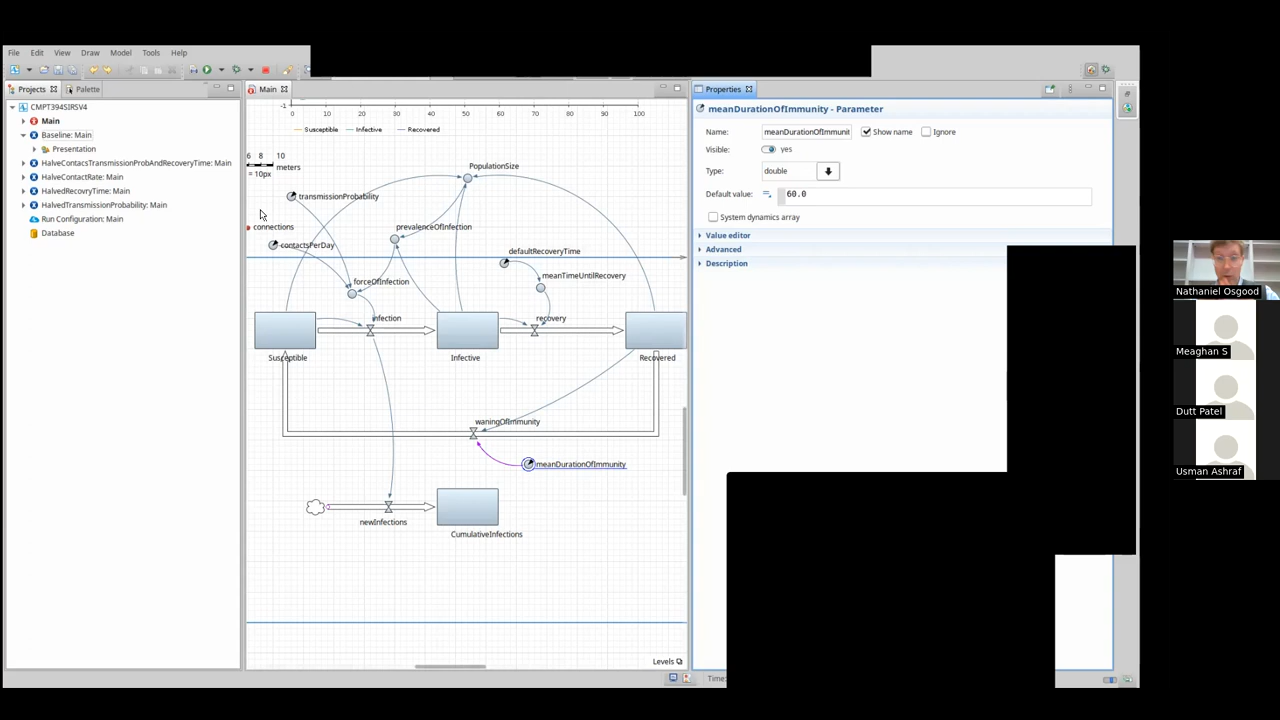 File Edit View Draw Model Tools Help
Projects Palette
CMPT394SIRSV4
Main
Baseline: Main
Presentation
HalveContactsTransmissionProbAndRecoveryTime: Main
HalveContactRate: Main
HalvedRecovryTime: Main
HalvedTransmissionProbability: Main
Run Configuration: Main
Database
Main
-1
0 10 20 30 40 50 60 70 80 90 100
Susceptible Infective Recovered
6 8 10
meters
= 10px
PopulationSize
transmissionProbability
connections
prevalenceOfInfection
contactsPerDay
defaultRecoveryTime
meanTimeUntilRecovery
forceOfInfection
infection
recovery
Susceptible
Infective
Recovered
waningOfImmunity
meanDurationOfImmunity
newInfections
CumulativeInfections
Levels
Properties
meanDurationOfImmunity - Parameter
Name: meanDurationOfImmunit Show name Ignore
Visible: yes
Type: double
Default value: 60.0
System dynamics array
Value editor
Advanced
Description
Time:
Nathaniel Osgood
Meaghan S
Dutt Patel
Usman Ashraf